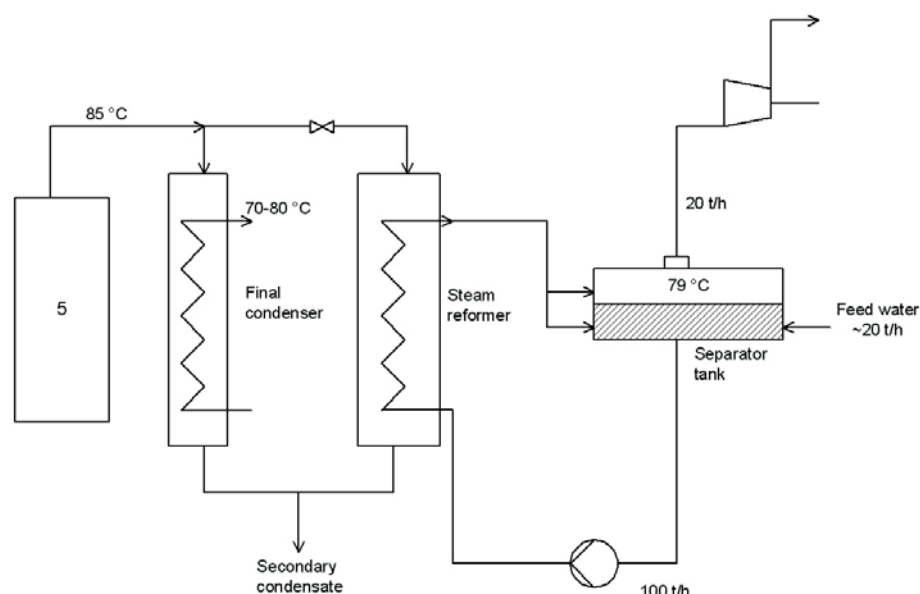 85 °C
70-80 °C
20 t/h
79 °C
5
Final
condenser
Steam
reformer
Feed water
~20 t/h
Separator
tank
Secondary
condensate
100 t/h